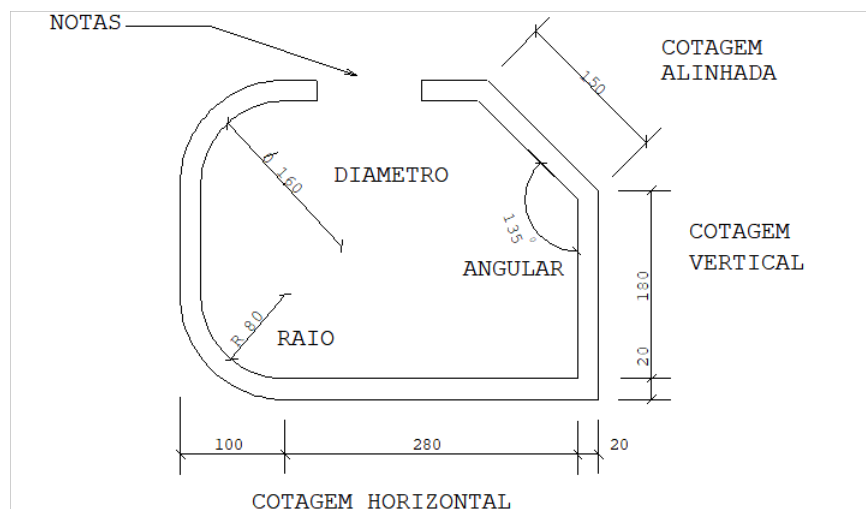 NOTAS
COTAGEM
ALINHADA
150
Ø 160
DIAMETRO
135°
ANGULAR
COTAGEM
VERTICAL
180
20
R 80
RAIO
100
280
20
COTAGEM HORIZONTAL